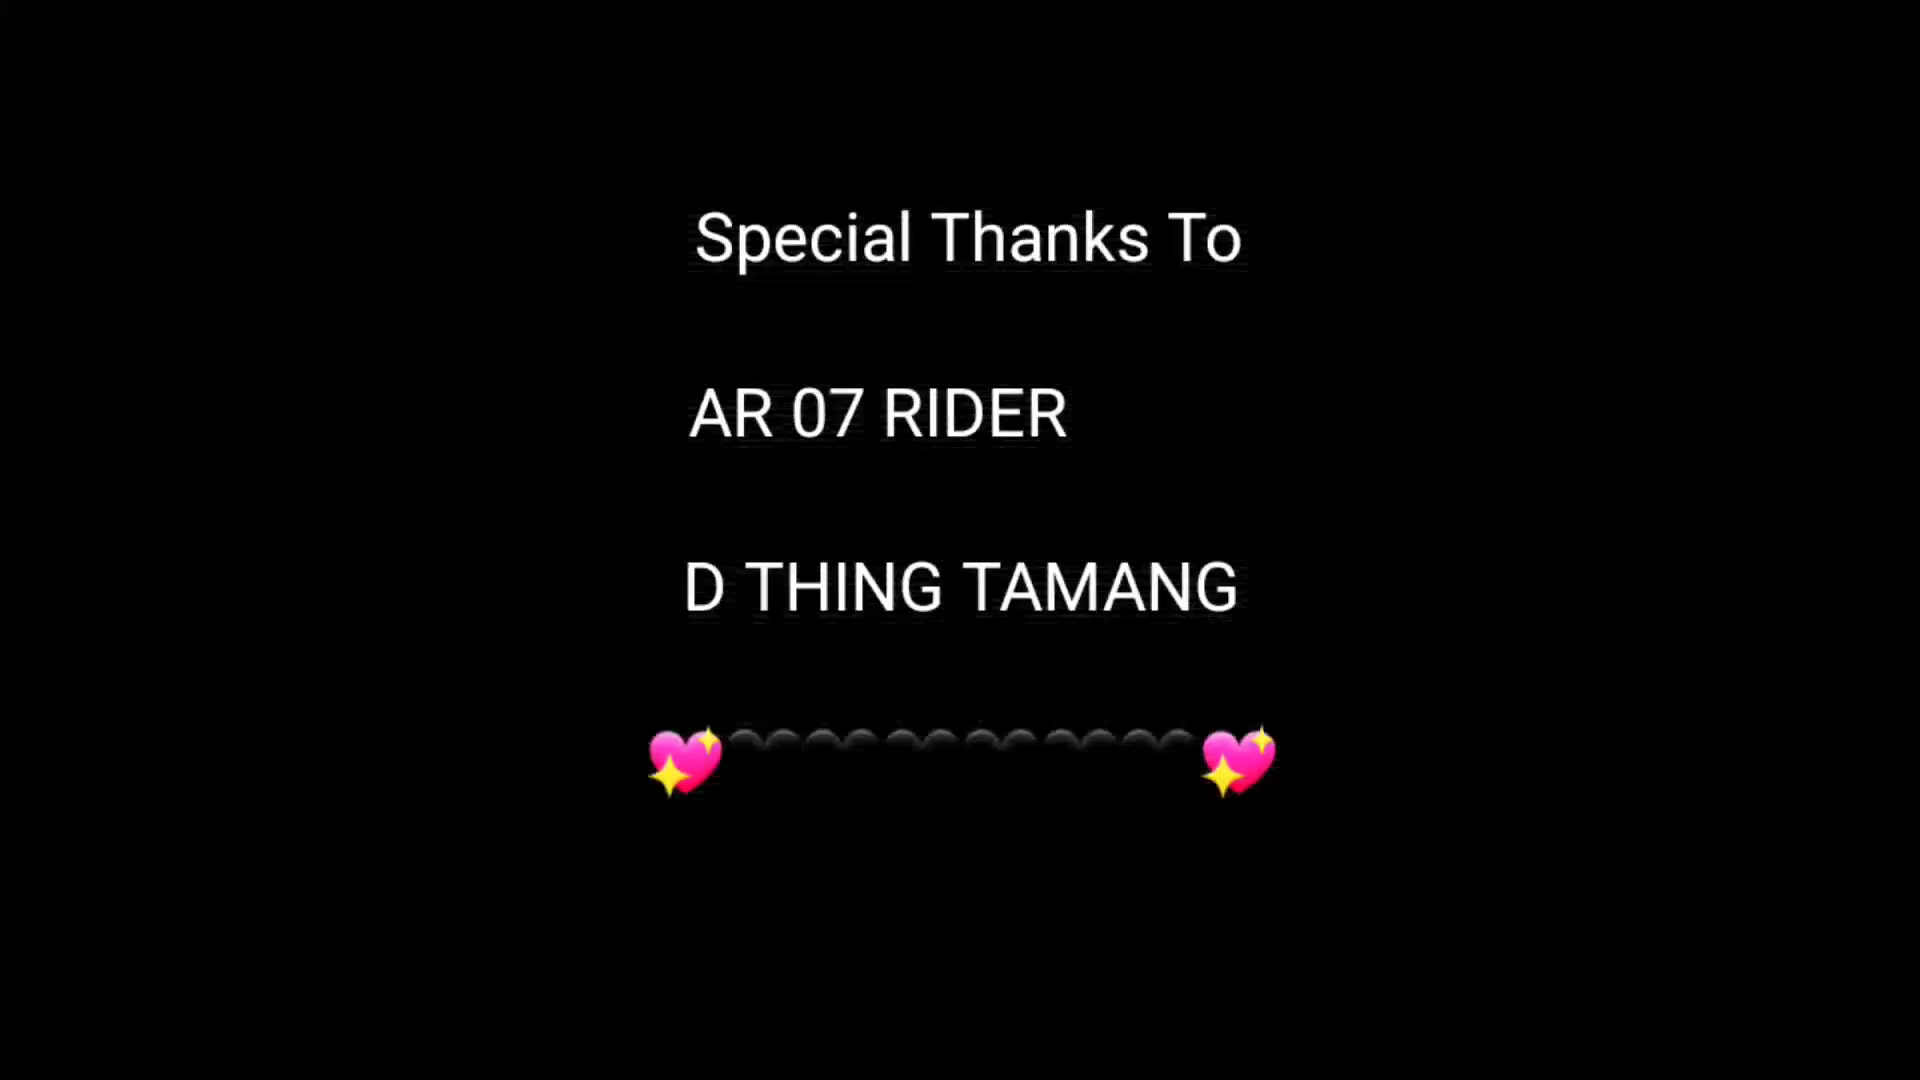 Special Thanks To
AR 07 RIDER
D THING TAMANG
💖🖤🖤🖤🖤🖤🖤💖